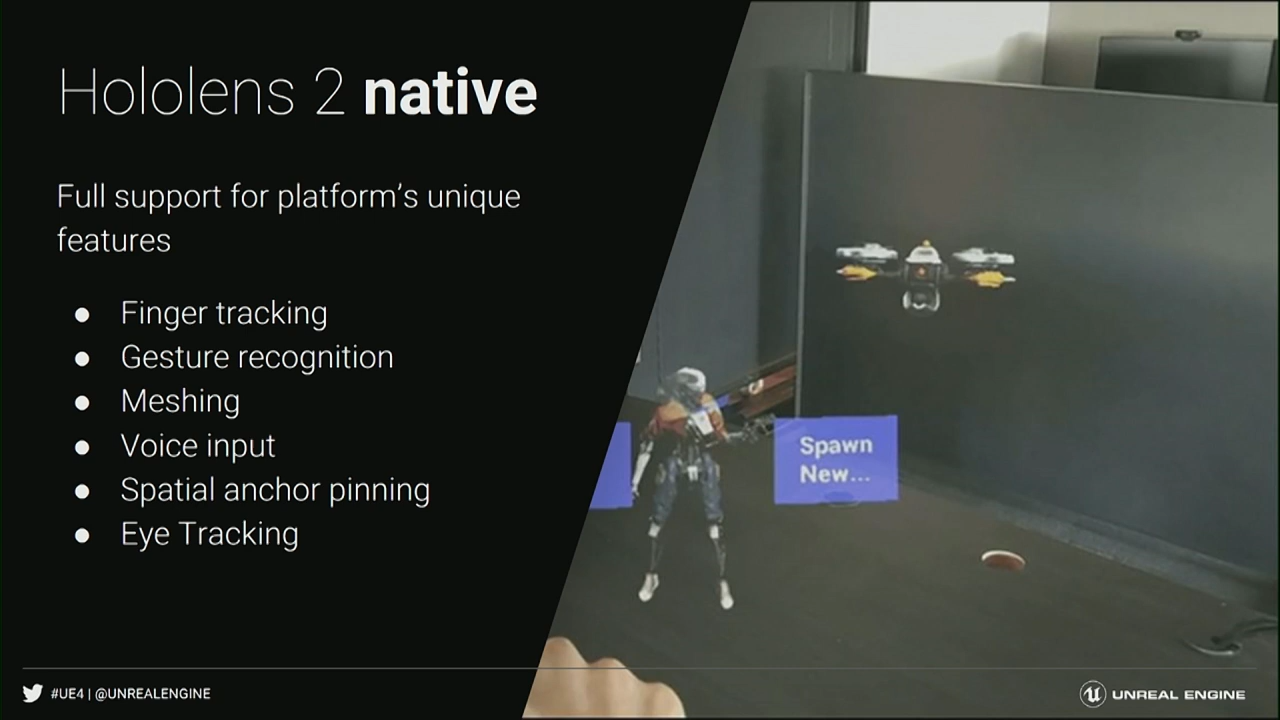 Hololens 2 native
Full support for platform's unique
features
● Finger tracking
● Gesture recognition
● Meshing
● Voice input
● Spatial anchor pinning
● Eye Tracking
Spawn
New...
#UE4 | @UNREALENGINE
UNREAL ENGINE